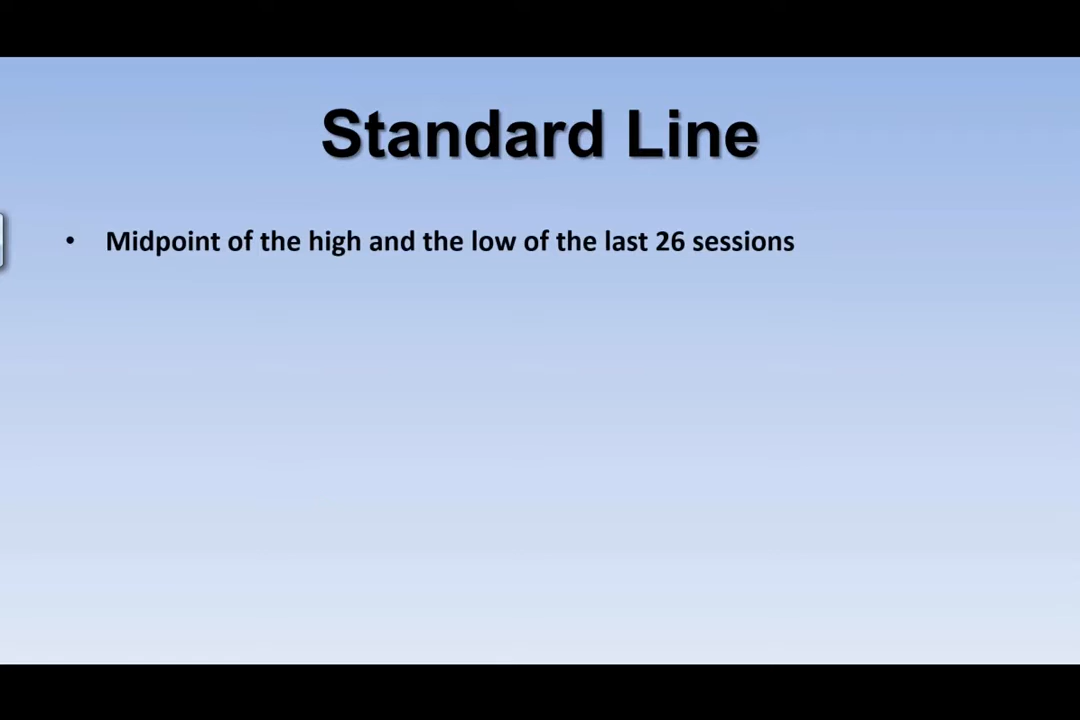 Standard Line
• Midpoint of the high and the low of the last 26 sessions